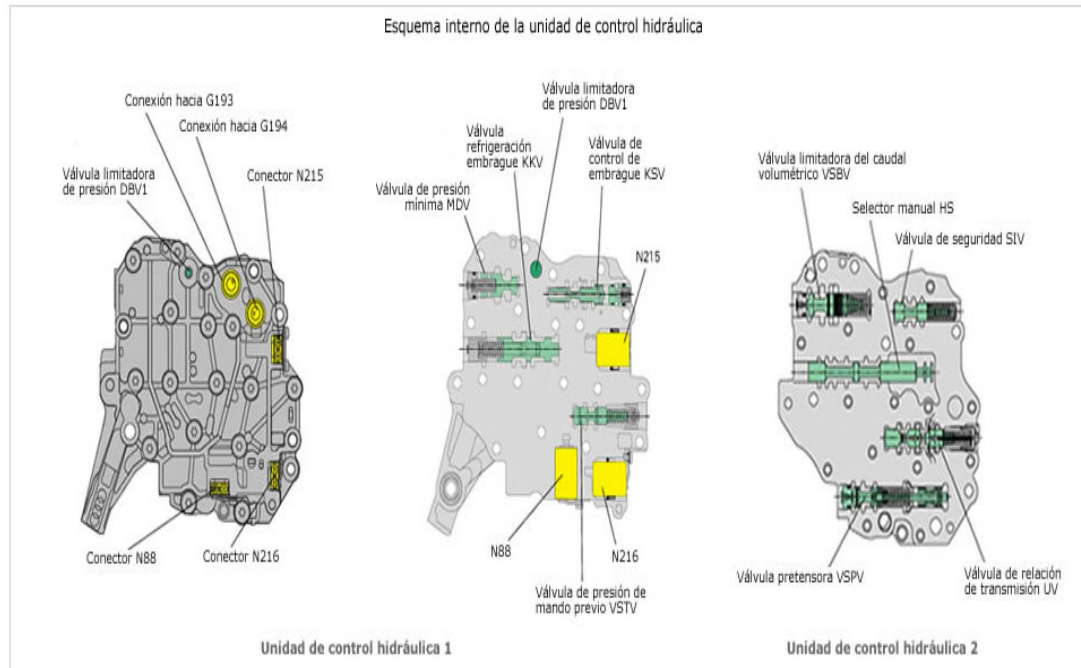 Esquema interno de la unidad de control hidráulica
Conexión hacia G193
Conexión hacia G194
Válvula limitadora
de presión DBV1
Conector N215
Conector N88
Conector N216
Válvula limitadora
de presión DBV1
Válvula
refrigeración
embrague KKV
Válvula de
control de
embrague KSV
Válvula de presión
mínima MDV
N215
N88
N216
Válvula de presión de
mando previo VSTV
Válvula limitadora del caudal
volumétrico VSBV
Selector manual HS
Válvula de seguridad SIV
Válvula pretensora VSPV
Válvula de relación
de transmisión UV
Unidad de control hidráulica 1
Unidad de control hidráulica 2